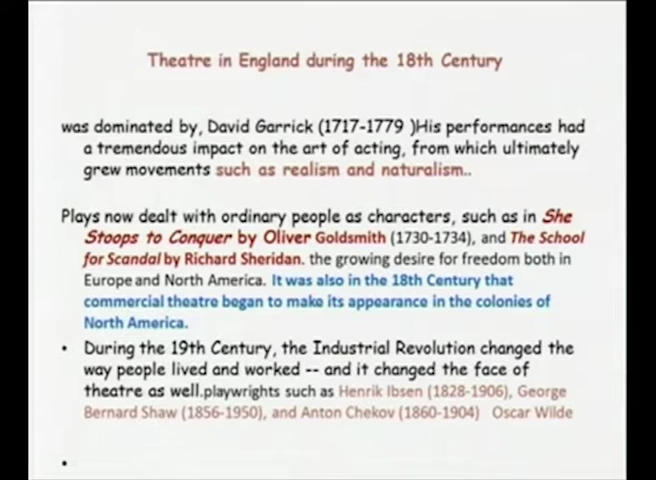 Theatre in England during the 18th Century
was dominated by, David Garrick (1717-1779 )His performances had
a tremendous impact on the art of acting, from which ultimately
grew movements such as realism and naturalism..
Plays now dealt with ordinary people as characters, such as in She
Stoops to Conquer by Oliver Goldsmith (1730-1734), and The School
for Scandal by Richard Sheridan. the growing desire for freedom both in
Europe and North America. It was also in the 18th Century that
commercial theatre began to make its appearance in the colonies of
North America.
• During the 19th Century, the Industrial Revolution changed the
way people lived and worked -- and it changed the face of
theatre as well.playwrights such as Henrik Ibsen (1828-1906), George
Bernard Shaw (1856-1950), and Anton Chekov (1860-1904) Oscar Wilde
•